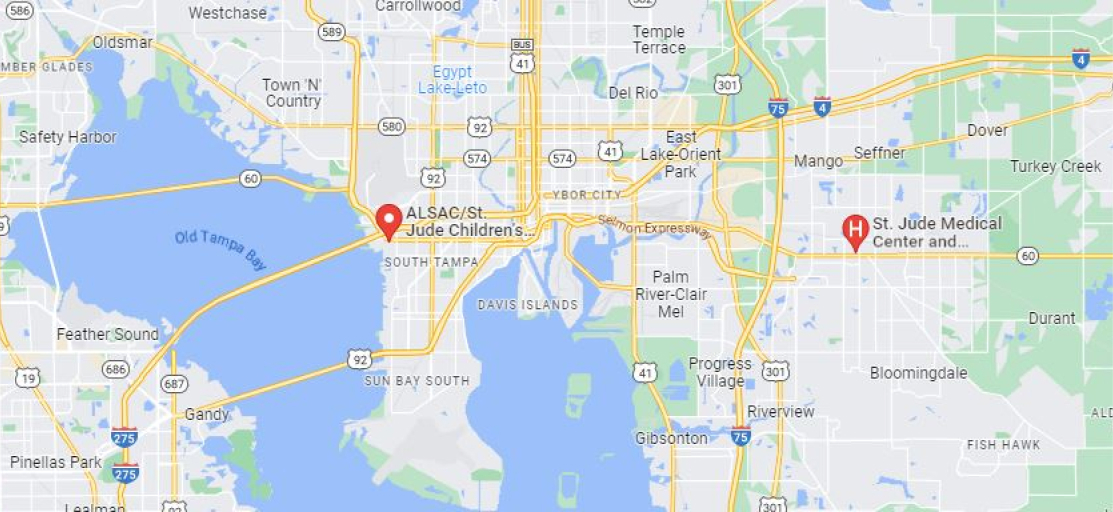 586
Westchase
Carrollwood
589
Oldsmar
BUS
41
Temple
Terrace
MBER GLADES
Town 'N'
Country
Egypt
Lake-Leto
Del Rio
301
75
4
4
Safety Harbor
580
92
574
574
41
East
Lake-Orient
Park
Mango
Seffner
Dover
Turkey Creek
60
92
YBOR CITY
ALSAC/St.
Jude Children's...
Selmon Expressway
St. Jude Medical
Center and...
60
Old Tampa Bay
SOUTH TAMPA
DAVIS ISLANDS
Palm
River-Clair
Mel
Feather Sound
Durant
92
19
686
687
SUN BAY SOUTH
41
Progress
Village
301
Bloomingdale
Gandy
Riverview
275
Gibsonton
75
FISH HAWK
Pinellas Park
275
Lealman
92
301